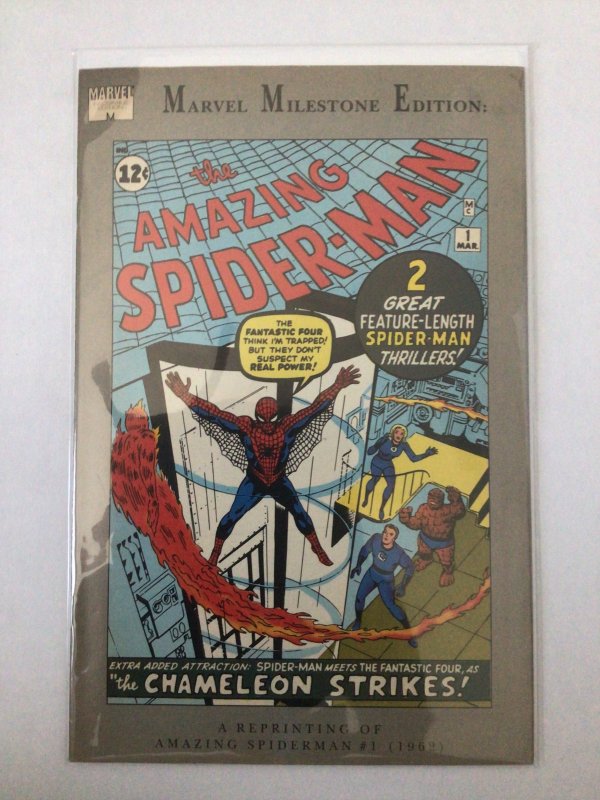 MARVEL
M
MARVEL MILESTONE EDITION:
IND.
12¢
the
AMAZING
SPIDER-MAN
MC
1
MAR.
2
GREAT
FEATURE-LENGTH
SPIDER-MAN
THRILLERS!
THE
FANTASTIC FOUR
THINK I'M TRAPPED!
BUT THEY DON'T
SUSPECT MY
REAL POWER!
EXTRA ADDED ATTRACTION: SPIDER-MAN MEETS THE FANTASTIC FOUR, AS
"the CHAMELEON STRIKES!
A REPRINTING OF
AMAZING SPIDERMAN #1 (1962)